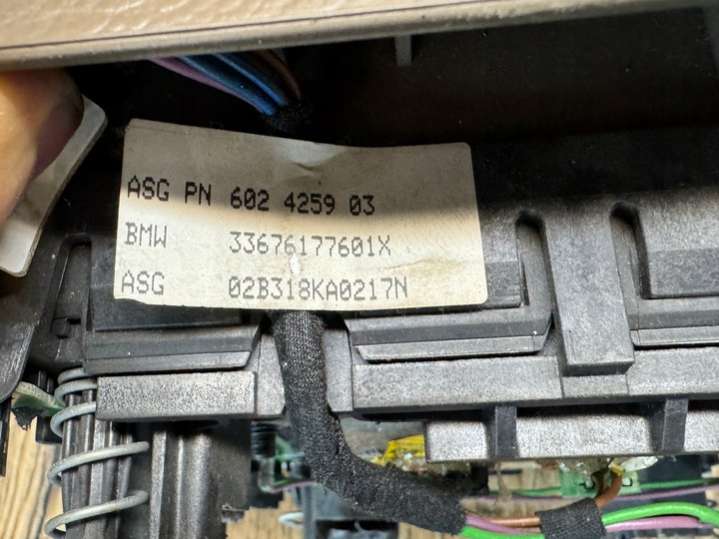 ASG PN 602 4259 03
BMW 33676177601X
ASG 02B318KA0217N